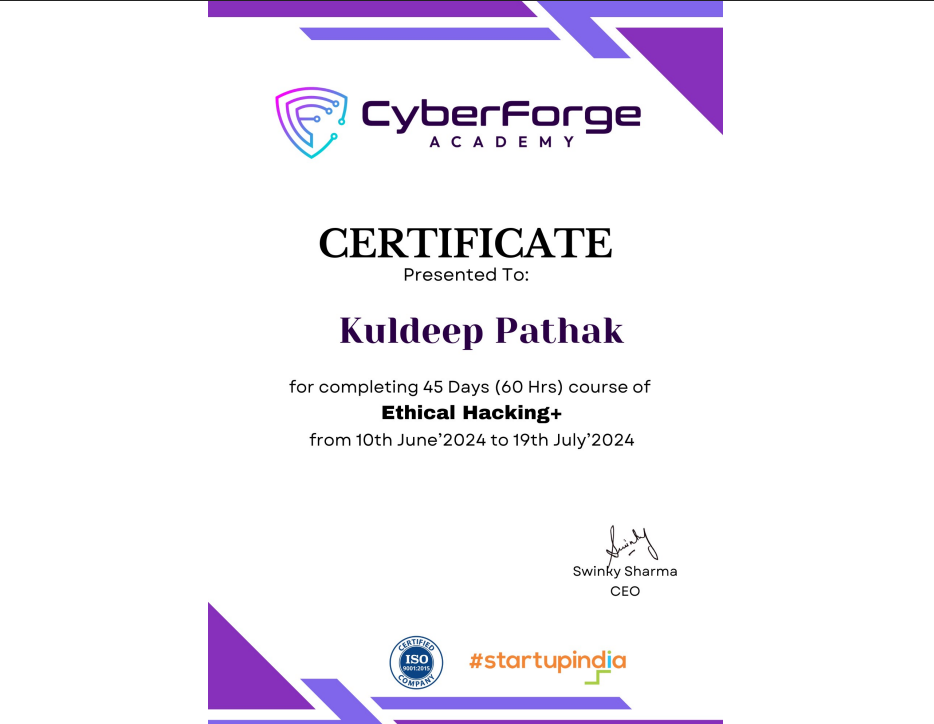 CyberForge
ACADEMY
CERTIFICATE
Presented To:
Kuldeep Pathak
for completing 45 Days (60 Hrs) course of
Ethical Hacking+
from 10th June’2024 to 19th July’2024
Swinky
Swinky Sharma
CEO
CERTIFIED
ISO
9001:2015
COMPANY
#startupindia